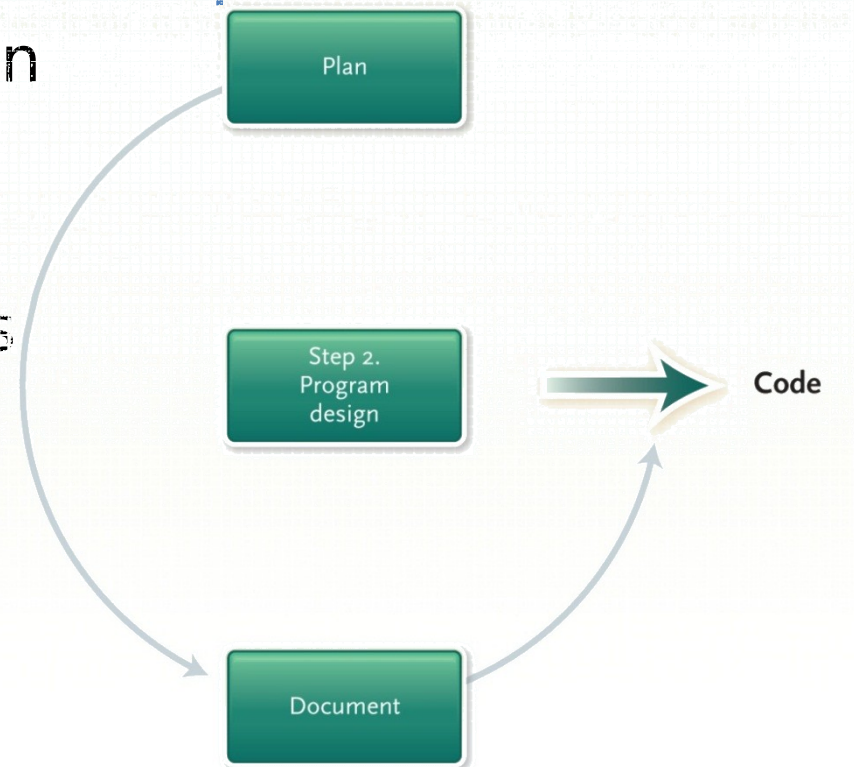 n
Plan
s
Step 2.
Program
design
Code
Document